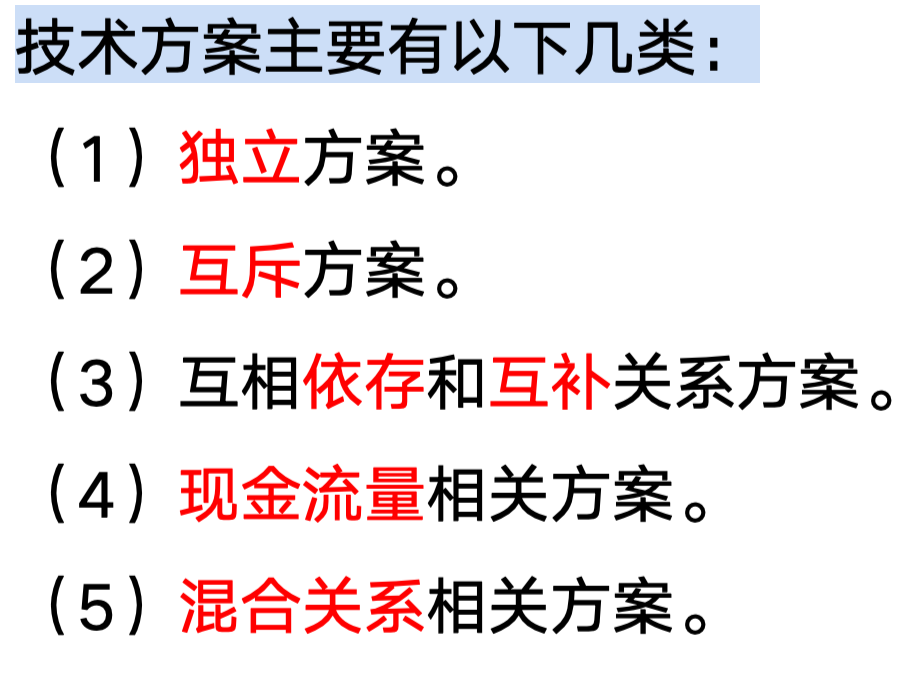 技术方案主要有以下几类：
（1）独立方案。
（2）互斥方案。
（3）互相依存和互补关系方案。
（4）现金流量相关方案。
（5）混合关系相关方案。